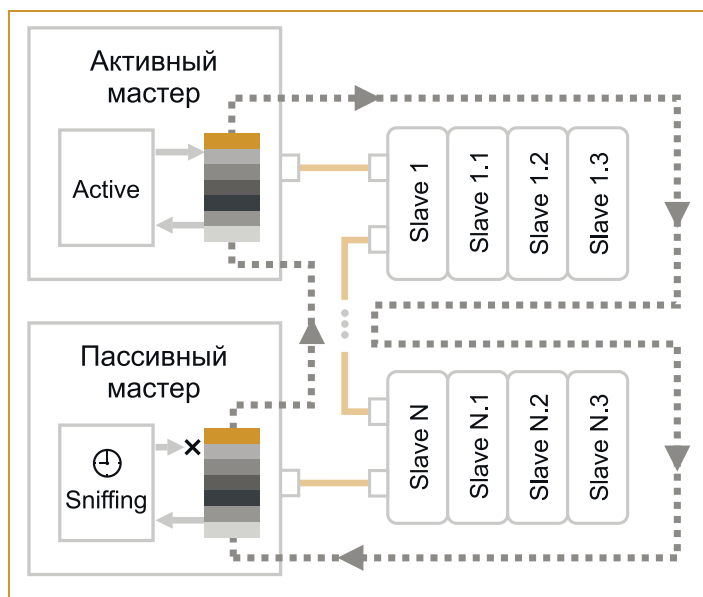 Активный
мастер
Active
Slave 1
Slave 1.1
Slave 1.2
Slave 1.3
Пассивный
мастер
Sniffing
Slave N
Slave N.1
Slave N.2
Slave N.3